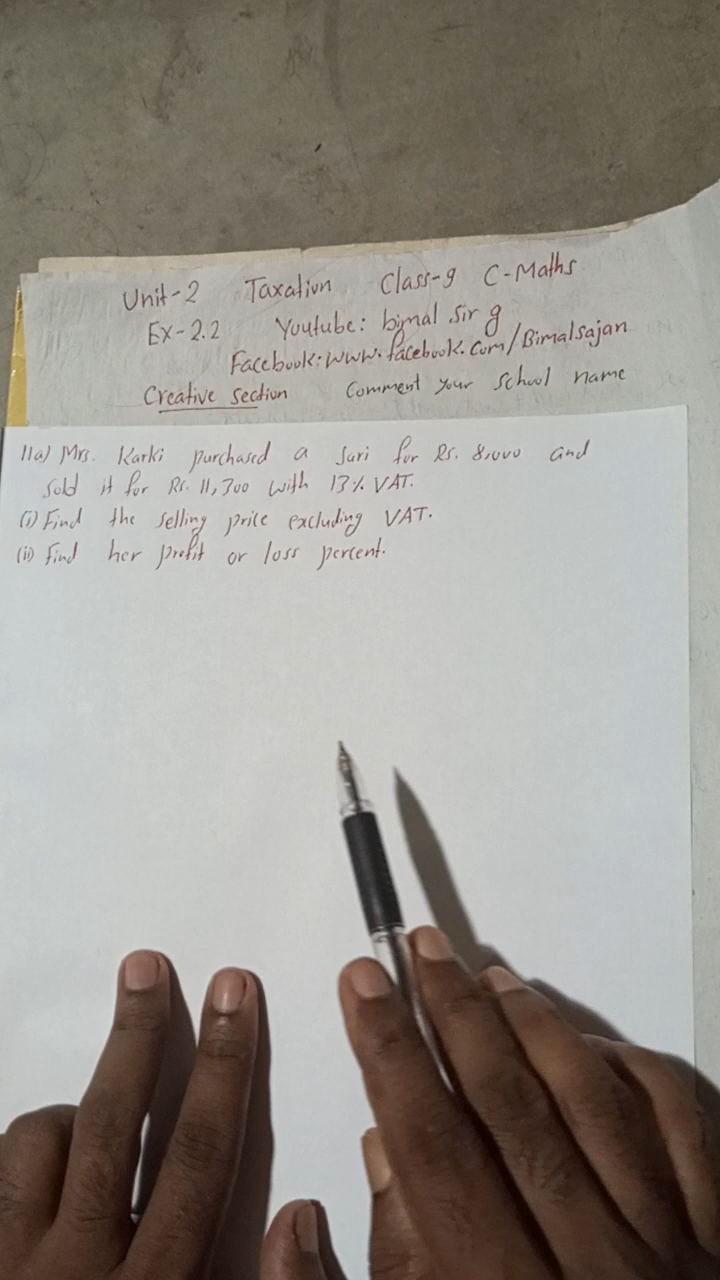 Unit-2 Taxation Class-9 C-Maths
Ex-2.2 Youtube: bimal sir g
Facebook: www.facebook.com/Bimalsajan
Creative section Comment your school name
11a) Mrs. Karki purchased a sari for Rs. 8,000 and
sold it for Rs. 11,300 with 13% VAT.
(i) Find the selling price excluding VAT.
(ii) Find her profit or loss percent.